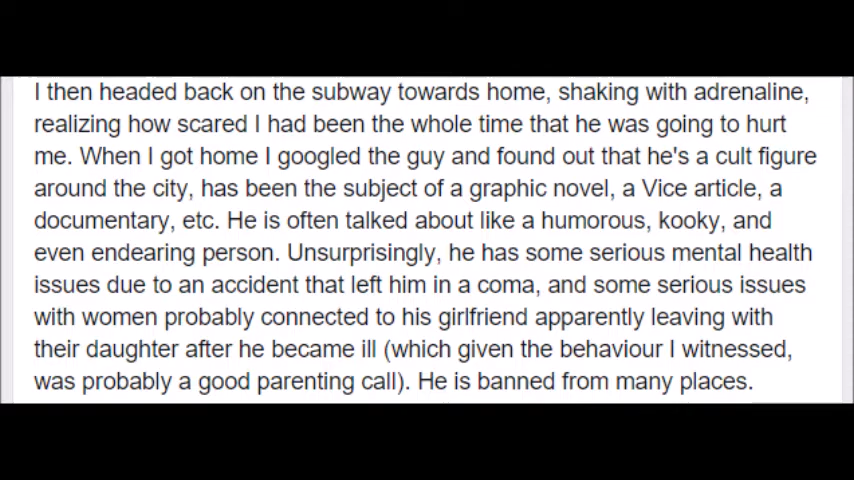 I then headed back on the subway towards home, shaking with adrenaline,
realizing how scared I had been the whole time that he was going to hurt
me. When I got home I googled the guy and found out that he's a cult figure
around the city, has been the subject of a graphic novel, a Vice article, a
documentary, etc. He is often talked about like a humorous, kooky, and
even endearing person. Unsurprisingly, he has some serious mental health
issues due to an accident that left him in a coma, and some serious issues
with women probably connected to his girlfriend apparently leaving with
their daughter after he became ill (which given the behaviour I witnessed,
was probably a good parenting call). He is banned from many places.